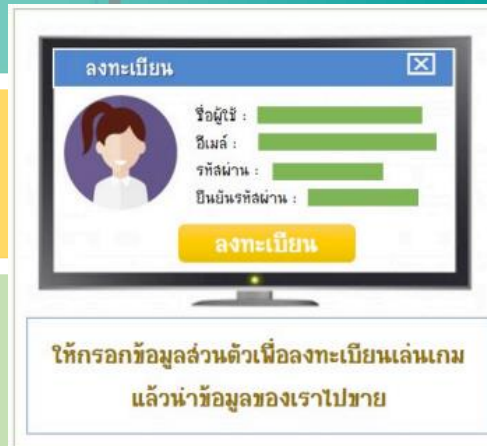 ลงทะเบียน
ชื่อผู้ใช้ :
อีเมล์ :
รหัสผ่าน :
ยืนยันรหัสผ่าน :
ลงทะเบียน
ให้กรอกข้อมูลส่วนตัวเพื่อลงทะเบียนเล่นเกม
แล้วนำข้อมูลของเราไปขาย